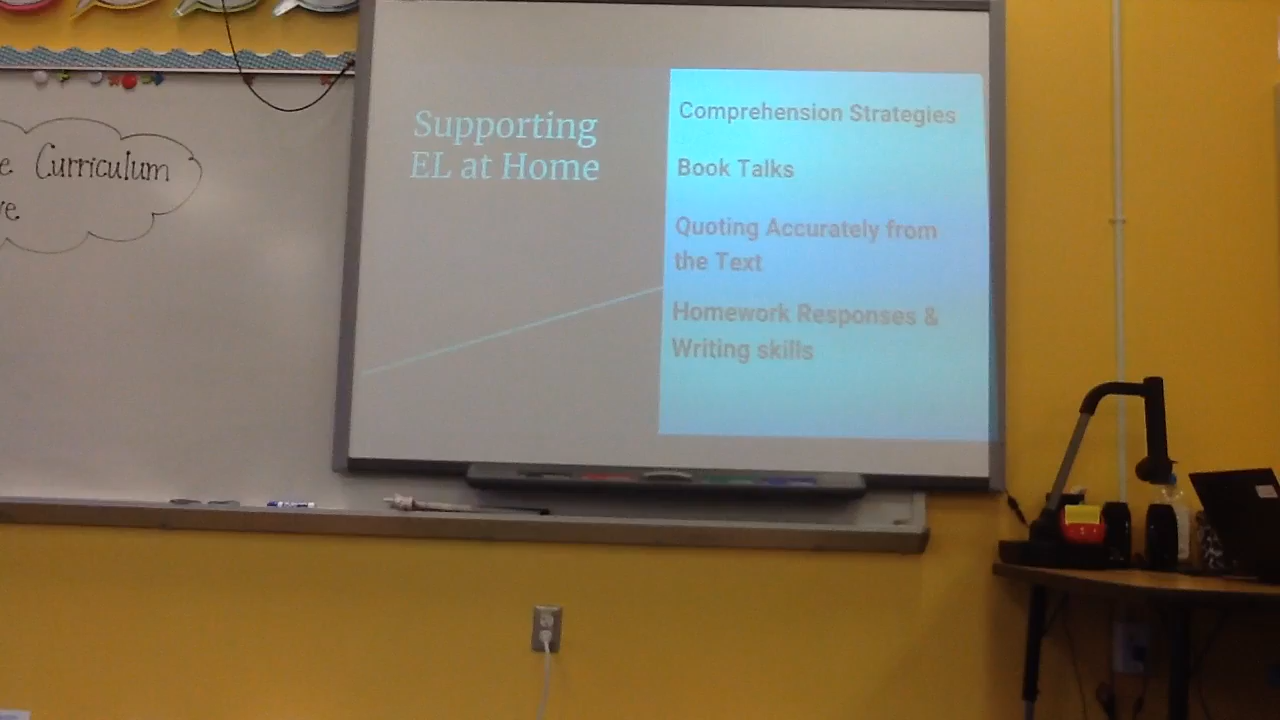 Curriculum
Supporting
EL at Home
Comprehension Strategies
Book Talks
Quoting Accurately from
the Text
Homework Responses &
Writing skills